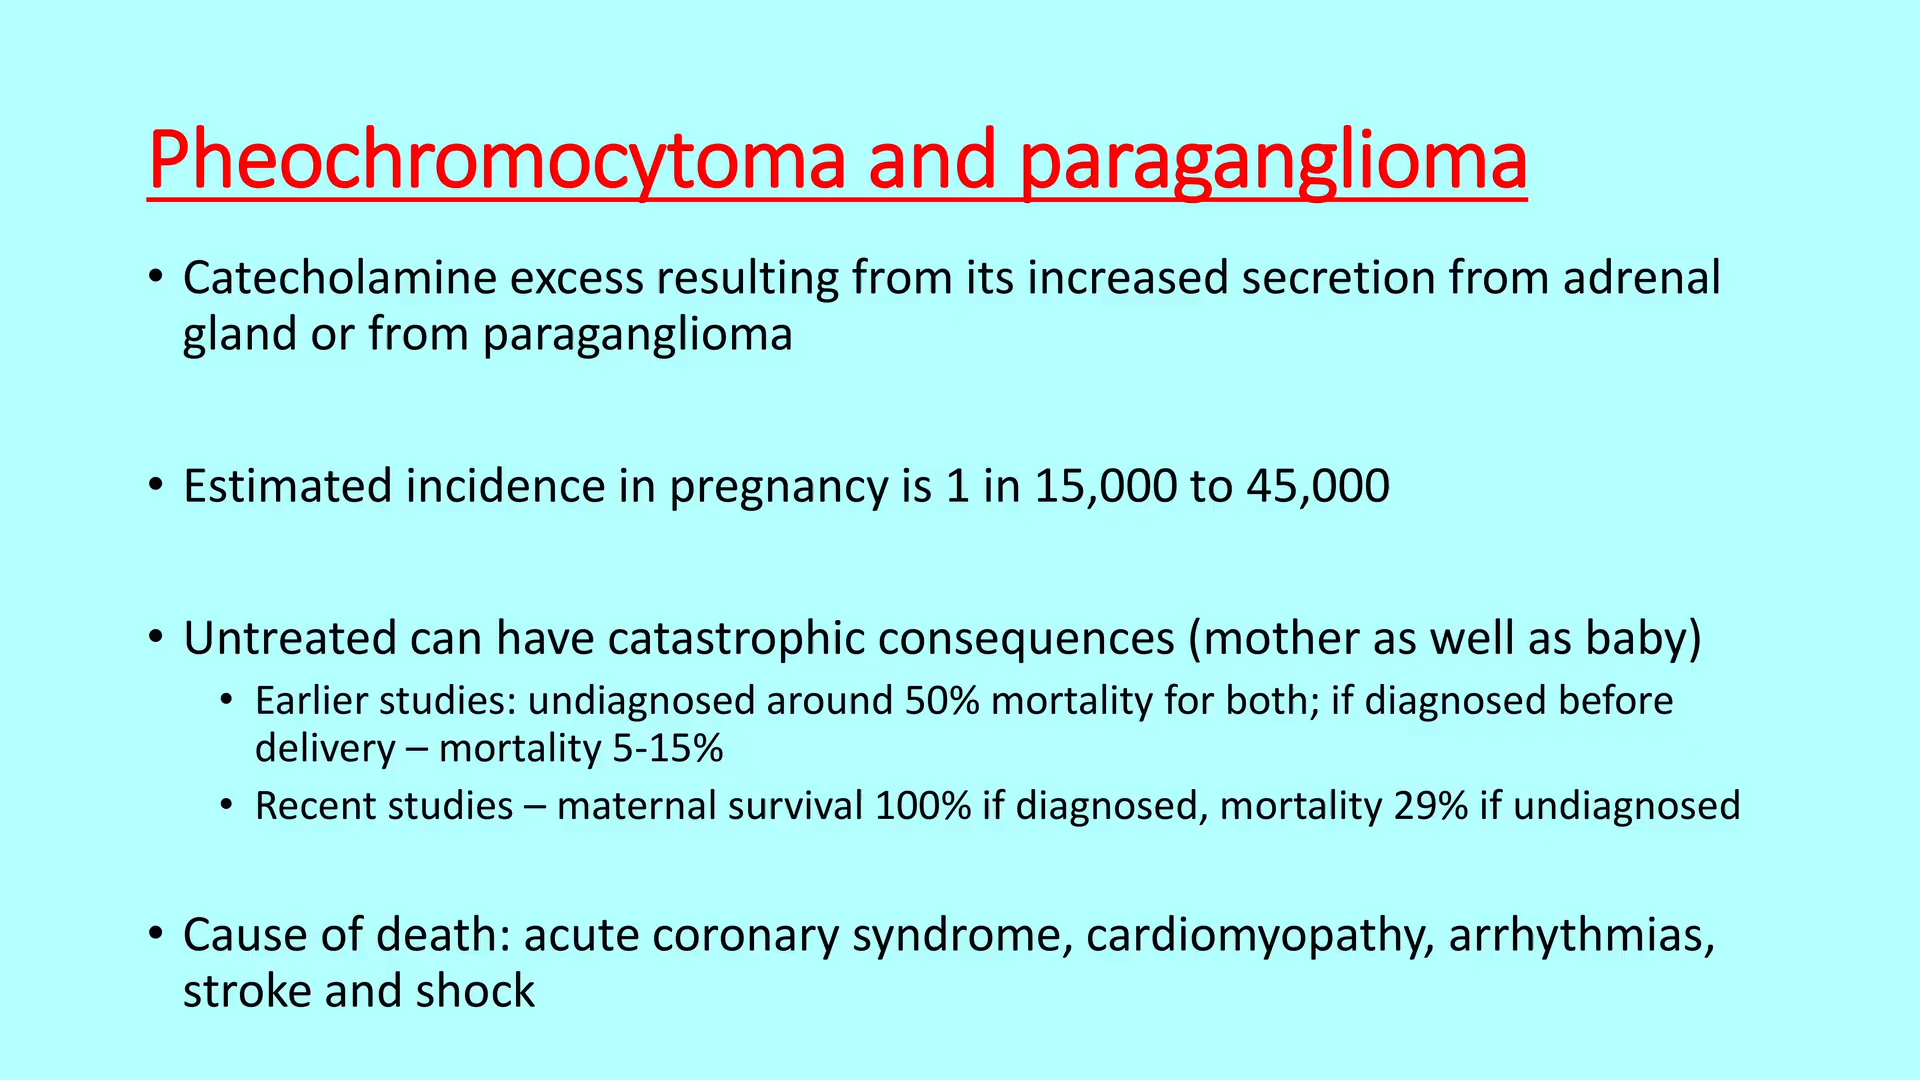 Pheochromocytoma and paraganglioma
• Catecholamine excess resulting from its increased secretion from adrenal
gland or from paraganglioma
• Estimated incidence in pregnancy is 1 in 15,000 to 45,000
• Untreated can have catastrophic consequences (mother as well as baby)
• Earlier studies: undiagnosed around 50% mortality for both; if diagnosed before
delivery – mortality 5-15%
• Recent studies – maternal survival 100% if diagnosed, mortality 29% if undiagnosed
• Cause of death: acute coronary syndrome, cardiomyopathy, arrhythmias,
stroke and shock